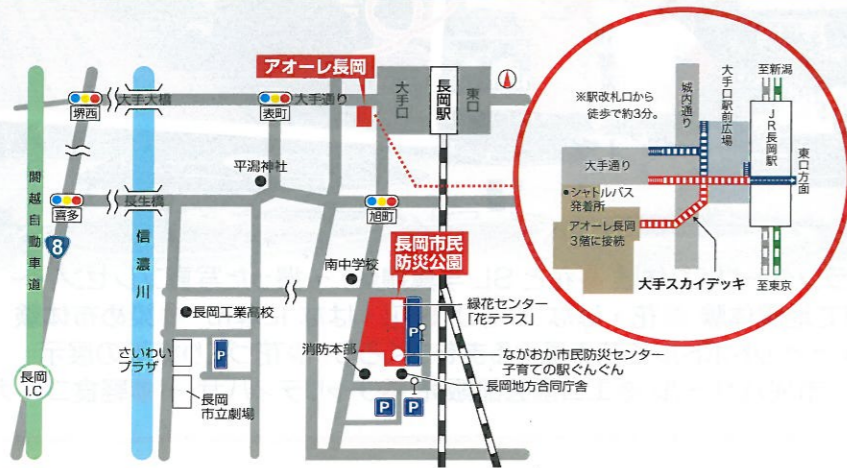 アオーレ長岡
大手口
長岡駅
東口
堺西
大手大橋
表町
大手通り
平潟神社
関越自動車道
喜多
長生橋
旭町
8
信濃川
長岡市民
防災公園
南中学校
緑花センター
「花テラス」
P
長岡工業高校
さいわい
プラザ
P
消防本部
ながおか市民防災センター
子育ての駅ぐんぐん
長岡地方合同庁舎
長岡
I.C
長岡
市立劇場
P
P
※駅改札口から
徒歩で約3分。
城内通り
大手口駅前広場
至新潟
JR長岡駅
東口方面
大手通り
●シャトルバス
発着所
アオーレ長岡
3階に接続
大手スカイデッキ
至東京